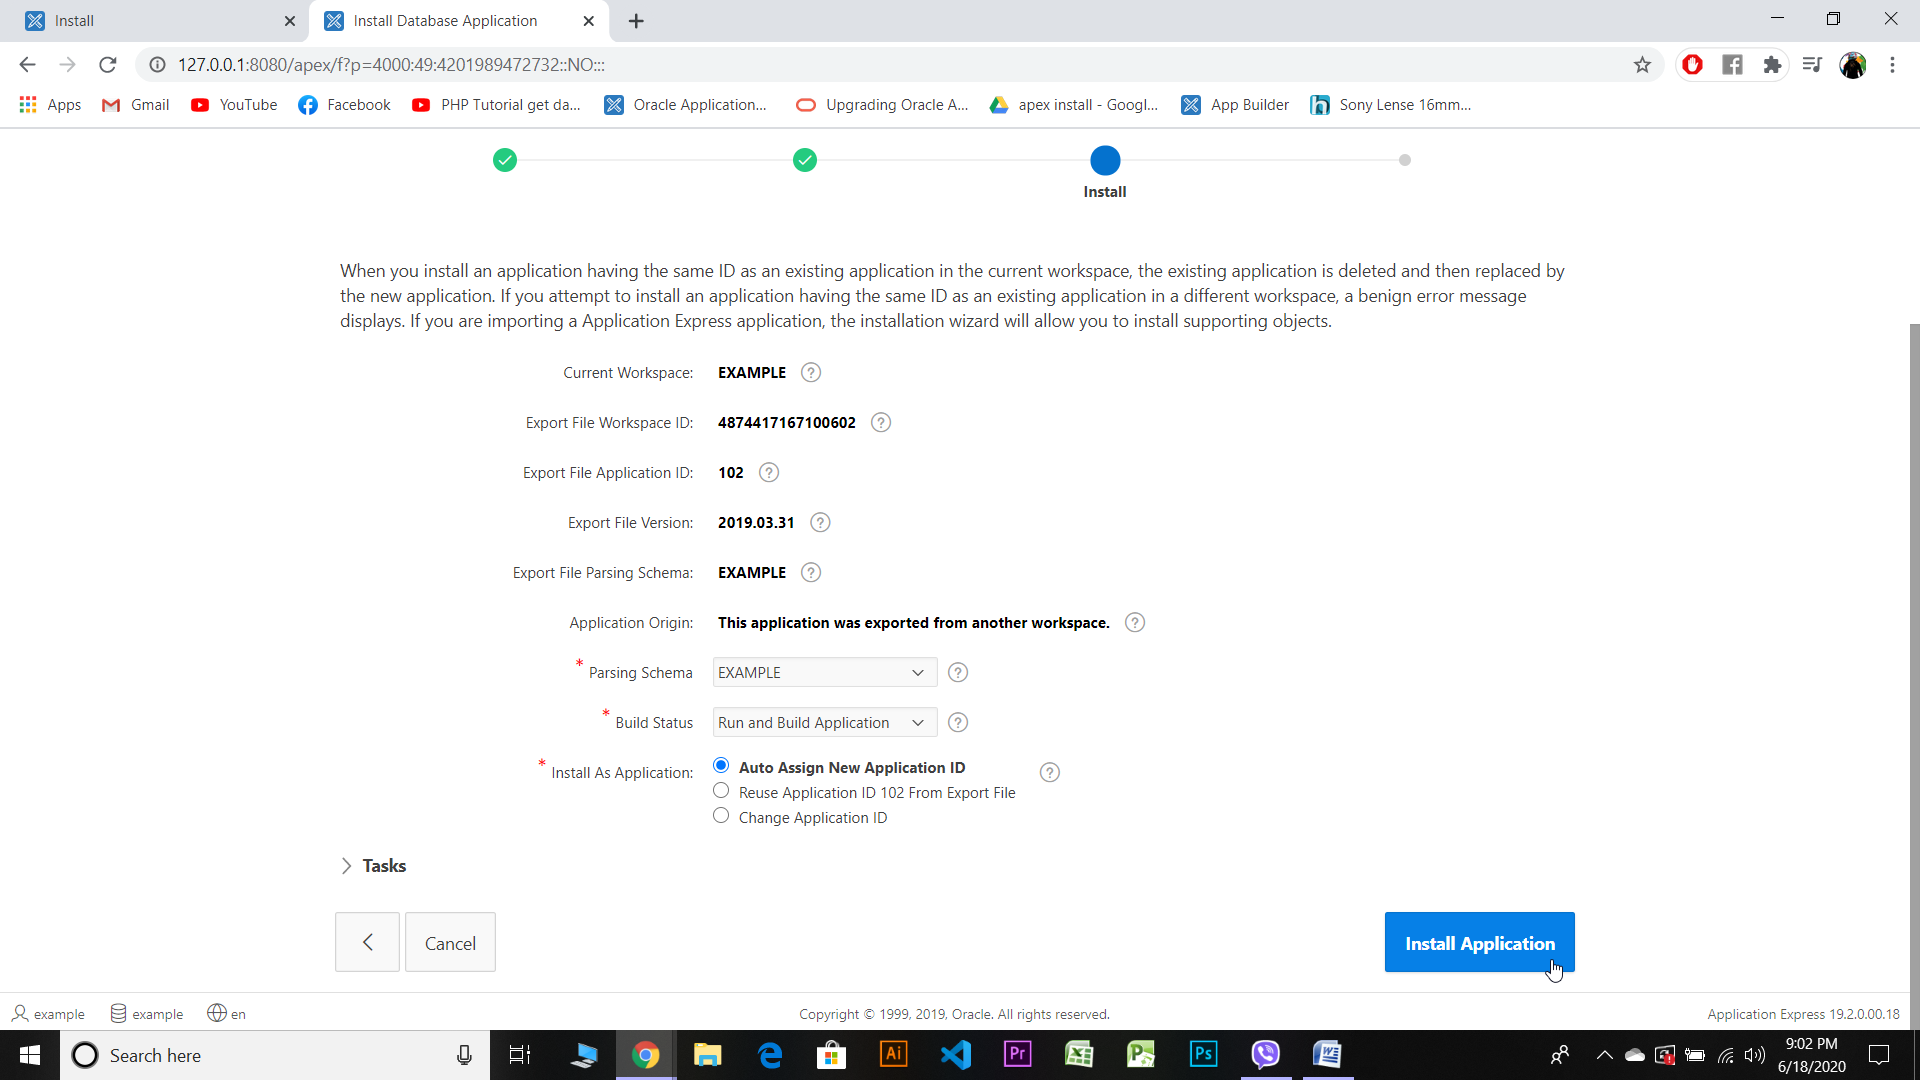 Install
Install Database Application
127.0.0.1:8080/apex/f?p=4000:49:4201989472732::NO:::
Apps
Gmail
YouTube
Facebook
PHP Tutorial get da...
Oracle Application...
Upgrading Oracle A...
apex install - Googl...
App Builder
Sony Lense 16mm...
Install
When you install an application having the same ID as an existing application in the current workspace, the existing application is deleted and then replaced by
the new application. If you attempt to install an application having the same ID as an existing application in a different workspace, a benign error message
displays. If you are importing a Application Express application, the installation wizard will allow you to install supporting objects.
Current Workspace: EXAMPLE ?
Export File Workspace ID: 4874417167100602 ?
Export File Application ID: 102 ?
Export File Version: 2019.03.31 ?
Export File Parsing Schema: EXAMPLE ?
Application Origin: This application was exported from another workspace. ?
* Parsing Schema EXAMPLE ?
* Build Status Run and Build Application ?
* Install As Application: Auto Assign New Application ID ?
Reuse Application ID 102 From Export File
Change Application ID
Tasks
Cancel
Install Application
example example en
Copyright © 1999, 2019, Oracle. All rights reserved.
Application Express 19.2.0.00.18
Search here
Ai
Pr
Ps
9:02 PM
6/18/2020